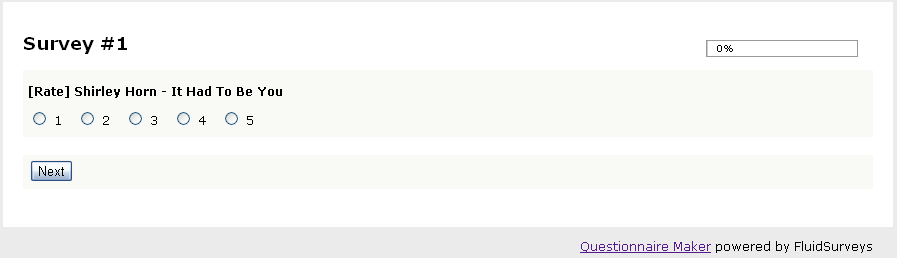 Survey #1
0%
[Rate] Shirley Horn - It Had To Be You
1 2 3 4 5
Next
Questionnaire Maker powered by FluidSurveys